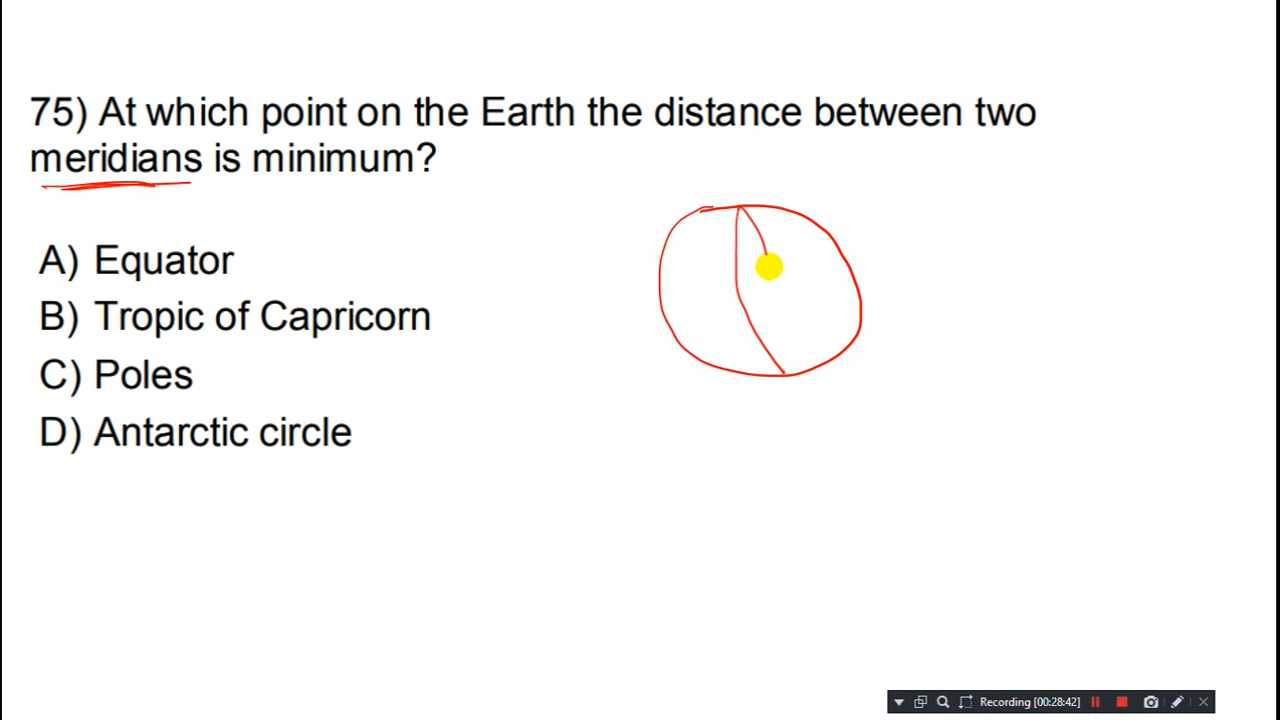 75) At which point on the Earth the distance between two
meridians is minimum?
A) Equator
B) Tropic of Capricorn
C) Poles
D) Antarctic circle
Recording [00:28:42]